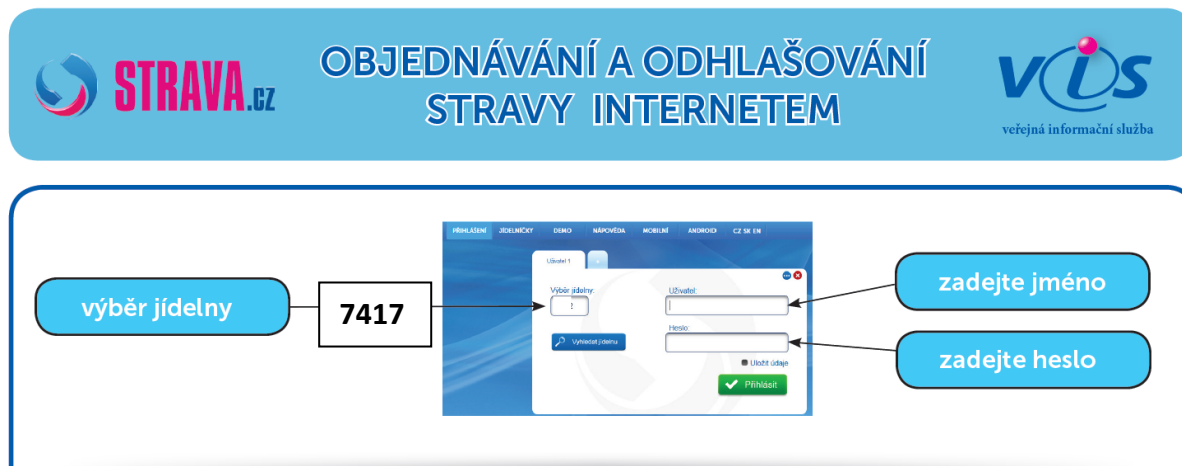 STRAVA.cz
OBJEDNÁVÁNÍ A ODHLAŠOVÁNÍ
STRAVY INTERNETEM
vis
veřejná informační služba
PŘIHLÁŠENÍ JÍDELNÍČKY DEMO NÁPOVĚDA MOBILNÍ ANDROID CZ SK EN
Uživatel 1 +
výběr jídelny
7417
Výběr jídelny:
Vyhledat jídelnu
Uživatel:
Heslo:
Uložit údaje
Přihlásit
zadejte jméno
zadejte heslo